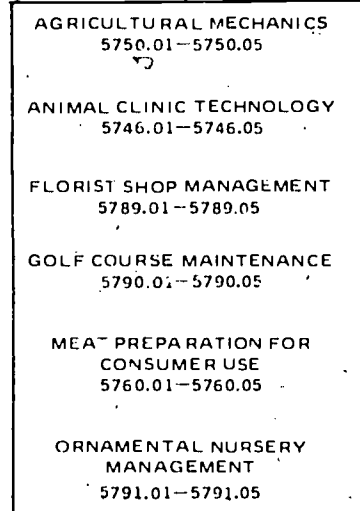 AGRICULTURAL MECHANICS
5750.01—5750.05
ANIMAL CLINIC TECHNOLOGY
5746.01—5746.05
FLORIST SHOP MANAGEMENT
5789.01—5789.05
GOLF COURSE MAINTENANCE
5790.01—5790.05
MEAT PREPARATION FOR
CONSUMER USE
5760.01—5760.05
ORNAMENTAL NURSERY
MANAGEMENT
5791.01—5791.05